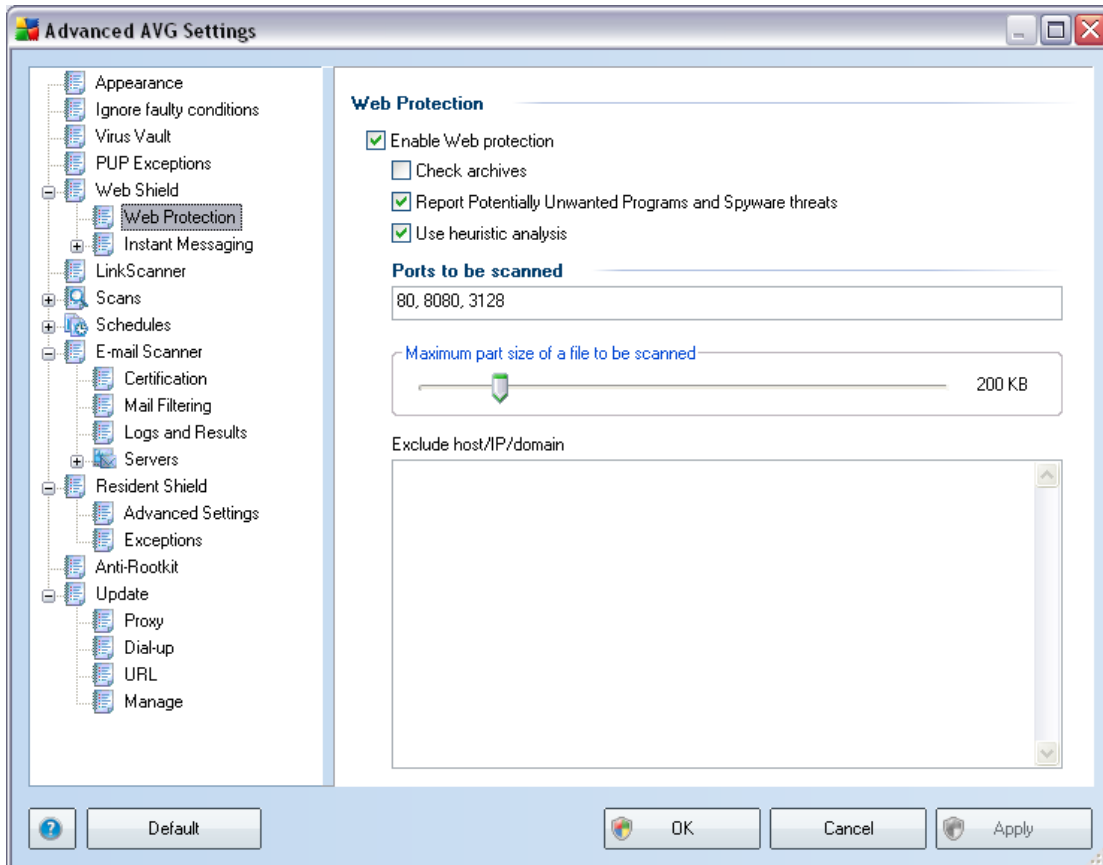 Advanced AVG Settings
Appearance
Ignore faulty conditions
Virus Vault
PUP Exceptions
Web Shield
Web Protection
Instant Messaging
LinkScanner
Scans
Schedules
E-mail Scanner
Certification
Mail Filtering
Logs and Results
Servers
Resident Shield
Advanced Settings
Exceptions
Anti-Rootkit
Update
Proxy
Dial-up
URL
Manage
Web Protection
Enable Web protection
Check archives
Report Potentially Unwanted Programs and Spyware threats
Use heuristic analysis
Ports to be scanned
80, 8080, 3128
Maximum part size of a file to be scanned
200 KB
Exclude host/IP/domain
? Default OK Cancel Apply